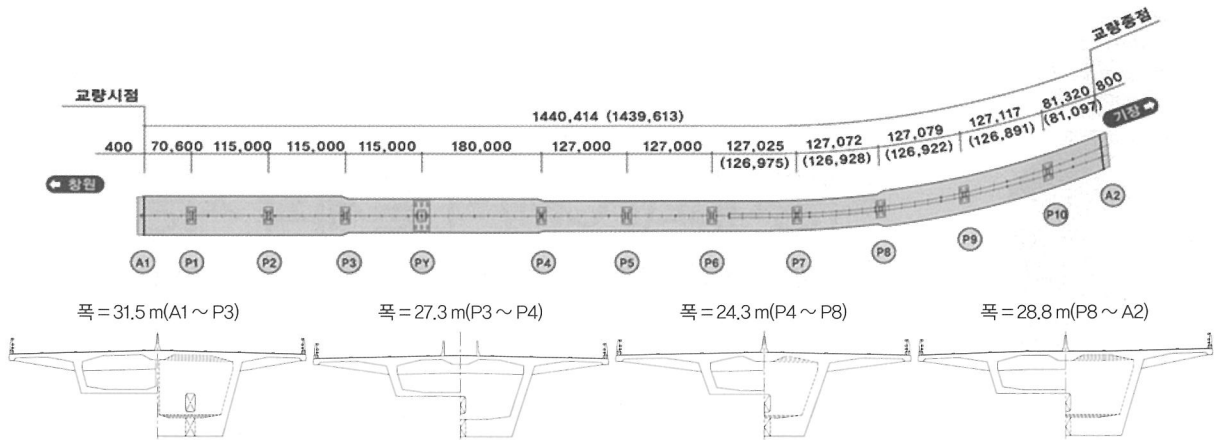 교량종점
교량시점
1440,414 (1439,613)
400 70,600 115,000 115,000 115,000 180,000 127,000 127,000 127,025 127,072 127,079 127,117 81,320 800
(126,975) (126,928) (126,922) (126,891) (81,097)
← 창원
기장 →
A1 P1 P2 P3 PY P4 P5 P6 P7 P8 P9 P10 A2
폭=31.5 m(A1 ~ P3) 폭=27.3 m(P3 ~ P4) 폭=24.3 m(P4 ~ P8) 폭=28.8 m(P8 ~ A2)